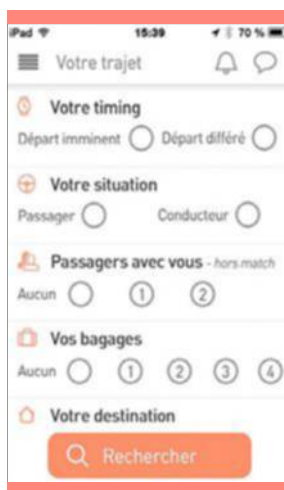 iPad 15:39 70 %
Votre trajet
Votre timing
Départ imminent Départ différé
Votre situation
Passager Conducteur
Passagers avec vous - hors match
Aucun 1 2
Vos bagages
Aucun 1 2 3 4
Votre destination
Rechercher